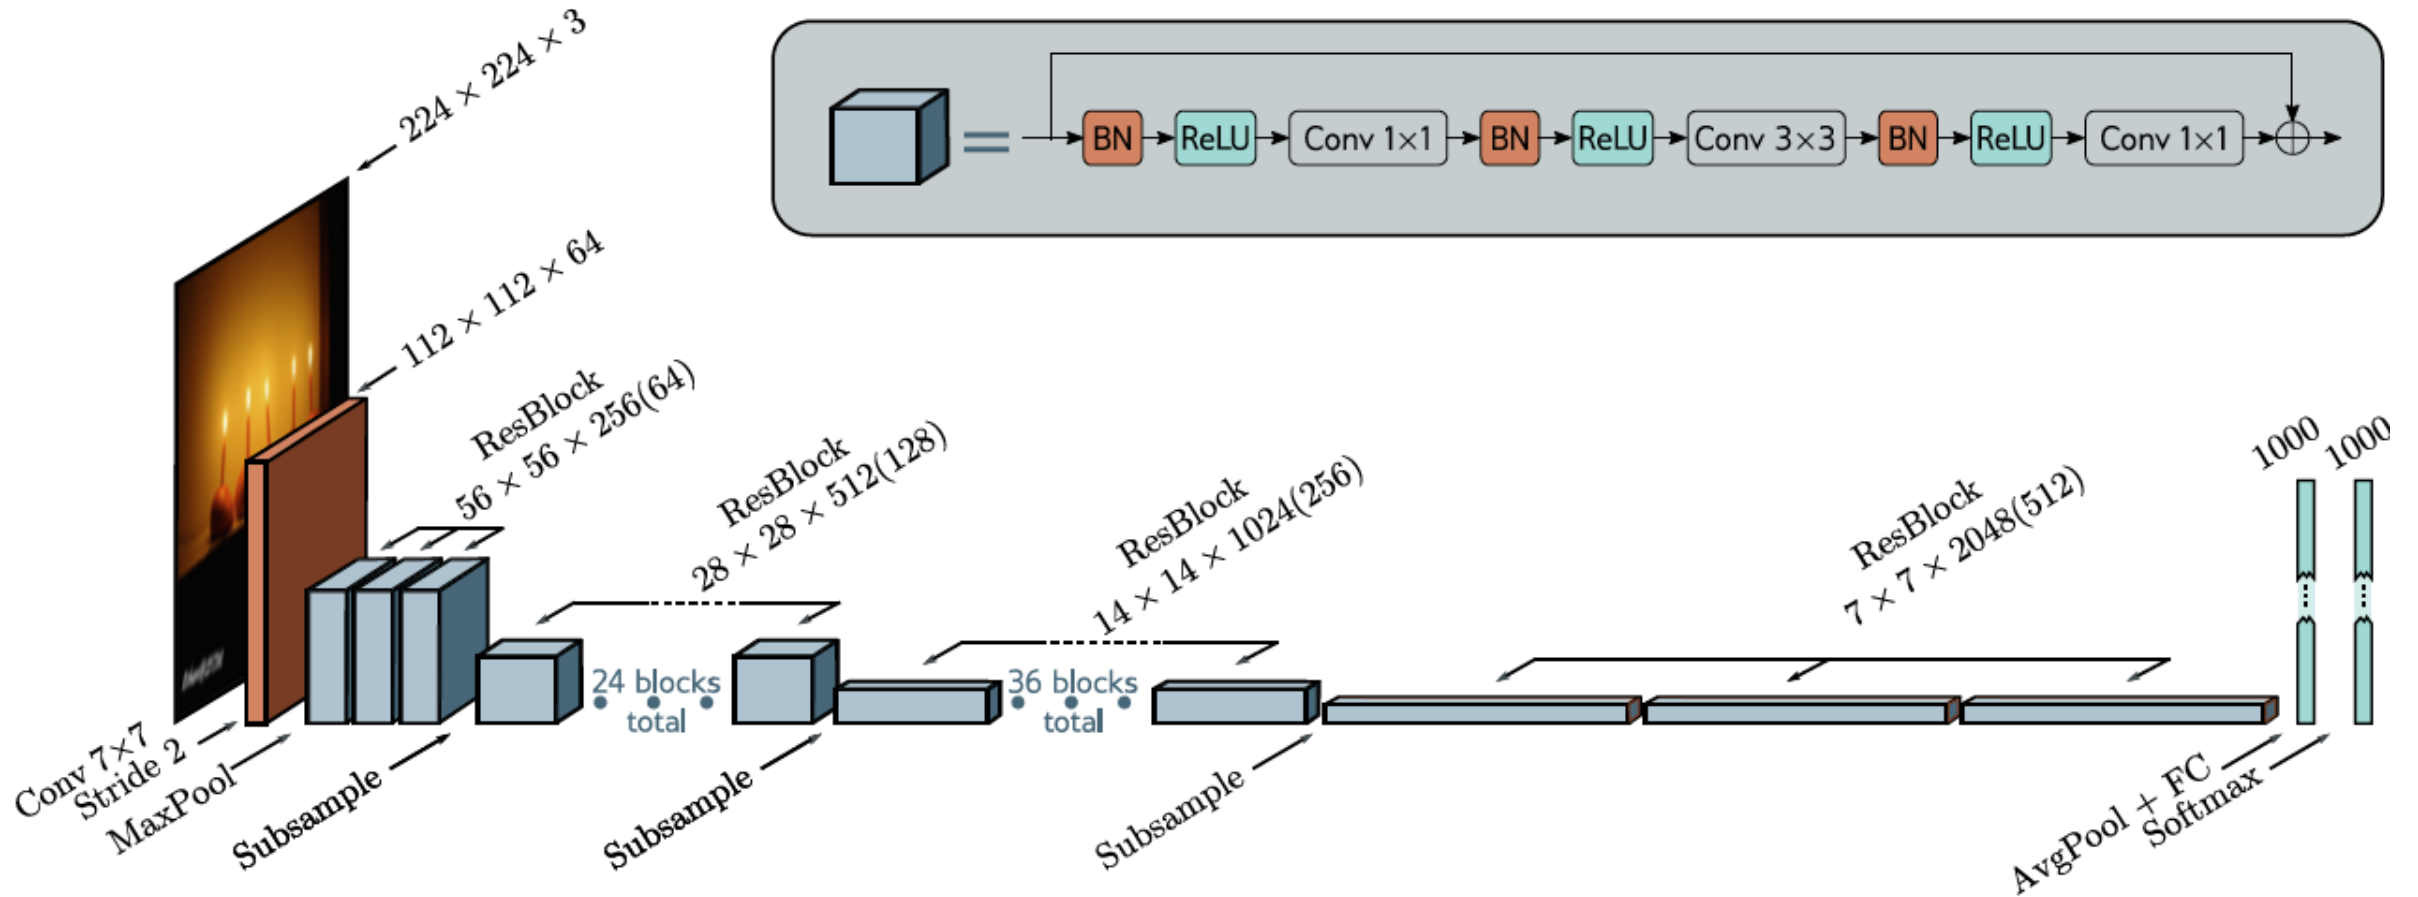 224 × 224 × 3
BN
ReLU
Conv 1×1
BN
ReLU
Conv 3×3
BN
ReLU
Conv 1×1
112 × 112 × 64
ResBlock
56 × 56 × 256(64)
ResBlock
28 × 28 × 512(128)
ResBlock
14 × 14 × 1024(256)
ResBlock
7 × 7 × 2048(512)
1000
1000
24 blocks
total
36 blocks
total
Conv 7×7
Stride 2
MaxPool
Subsample
Subsample
Subsample
AvgPool + FC
Softmax